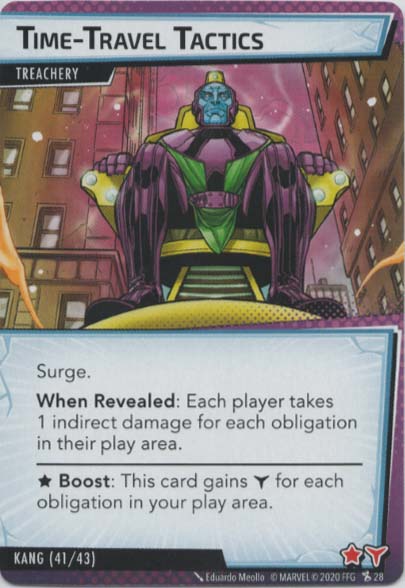 TIME-TRAVEL TACTICS
TREACHERY
Surge.
When Revealed: Each player takes
1 indirect damage for each obligation
in their play area.
★ Boost: This card gains for each
obligation in your play area.
KANG (41/43)
Eduardo Meollo © MARVEL © 2020 FFG 28